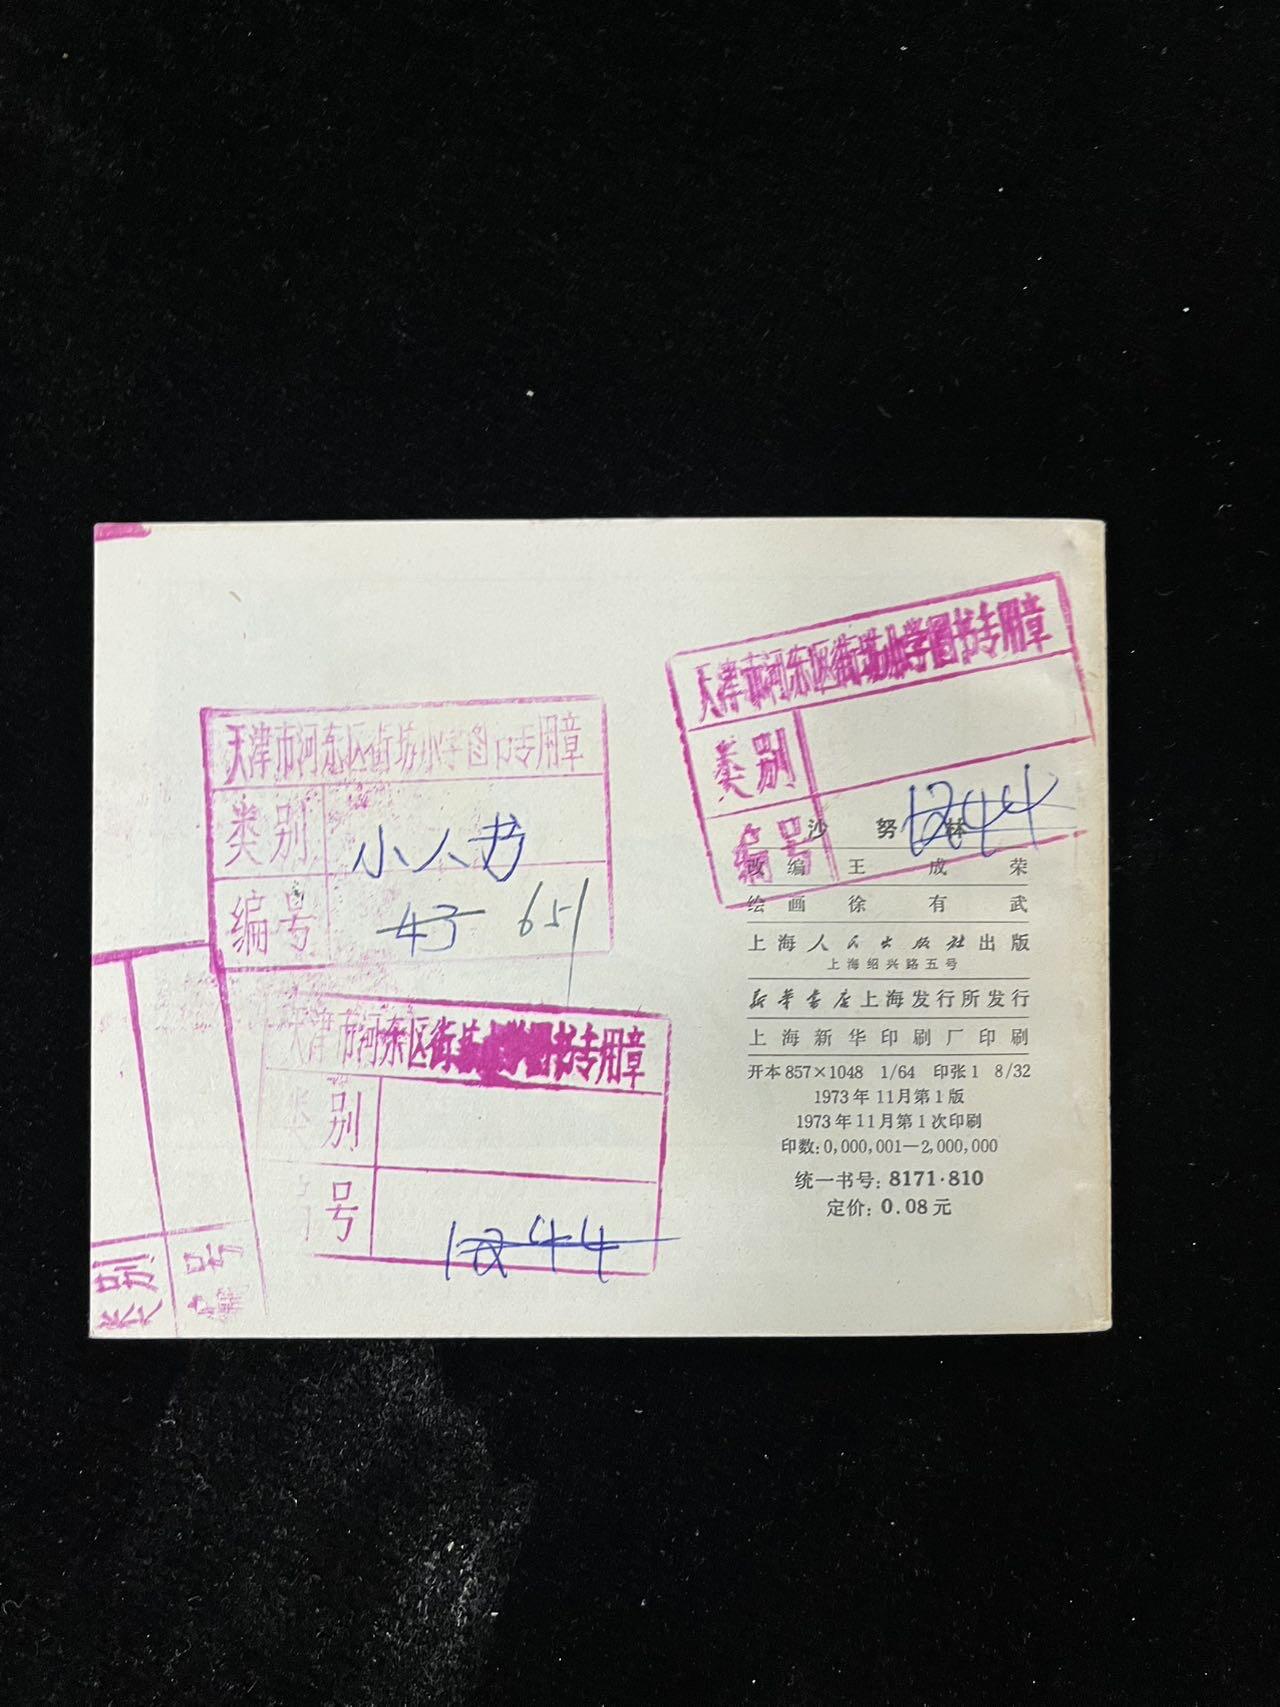 天津市河东区街坊小学图书专用章
类别
编号 1244
天津市河东区街坊小学图书专用章
类别 小人书
编号 43 651
天津市河东区街坊小学图书专用章
类别
号 1244
类别
号
沙努林
改编 王成荣
绘画 徐有武
上海人民出版社出版
上海绍兴路五号
新华书店上海发行所发行
上海新华印刷厂印刷
开本 857×1048 1/64 印张 1 8/32
1973年11月第1版
1973年11月第1次印刷
印数: 0,000,001—2,000,000
统一书号: 8171·810
定价: 0.08元